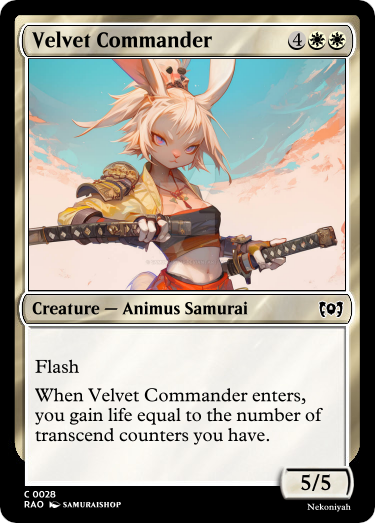 Velvet Commander 4
Creature — Animus Samurai
Flash
When Velvet Commander enters,
you gain life equal to the number of
transcend counters you have.
5/5
C 0028
RAO SAMURAISHOP
Nekoniyah